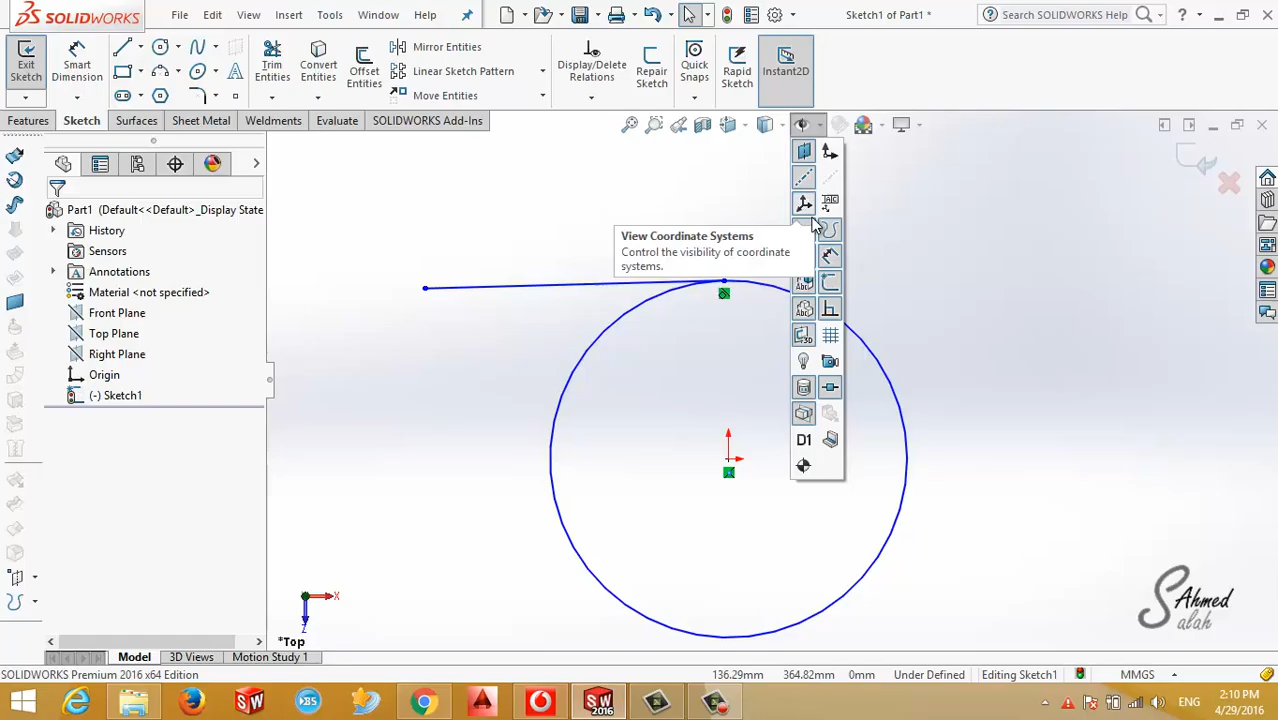 SOLIDWORKS
File
Edit
View
Insert
Tools
Window
Help
Sketch1 of Part1 *
Search SOLIDWORKS Help
Exit
Sketch
Smart
Dimension
Trim
Entities
Convert
Entities
Offset
Entities
Mirror Entities
Linear Sketch Pattern
Move Entities
Display/Delete
Relations
Repair
Sketch
Quick
Snaps
Rapid
Sketch
Instant2D
Features
Sketch
Surfaces
Sheet Metal
Weldments
Evaluate
SOLIDWORKS Add-Ins
Part1 (Default<<Default>_Display State
History
Sensors
Annotations
Material <not specified>
Front Plane
Top Plane
Right Plane
Origin
(-) Sketch1
View Coordinate Systems
Control the visibility of coordinate
systems.
D1
X
Z
*Top
S Ahmed
alah
Model
3D Views
Motion Study 1
SOLIDWORKS Premium 2016 x64 Edition
136.29mm
364.82mm
0mm
Under Defined
Editing Sketch1
MMGS
ENG
2:10 PM
4/29/2016